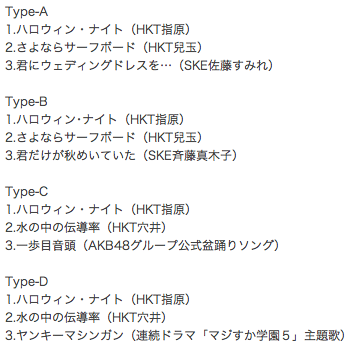 Type-A
1.ハロウィン・ナイト（HKT指原）
2.さよならサーフボード（HKT兒玉）
3.君にウェディングドレスを…（SKE佐藤すみれ）
Type-B
1.ハロウィン･ナイト（HKT指原）
2.さよならサーフボード（HKT兒玉）
3.君だけが秋めいていた（SKE斉藤真木子）
Type-C
1.ハロウィン・ナイト（HKT指原）
2.水の中の伝導率（HKT穴井）
3.一歩目音頭（AKB48グループ公式盆踊りソング）
Type-D
1.ハロウィン・ナイト（HKT指原）
2.水の中の伝導率（HKT穴井）
3.ヤンキーマシンガン（連続ドラマ「マジすか学園５」主題歌）